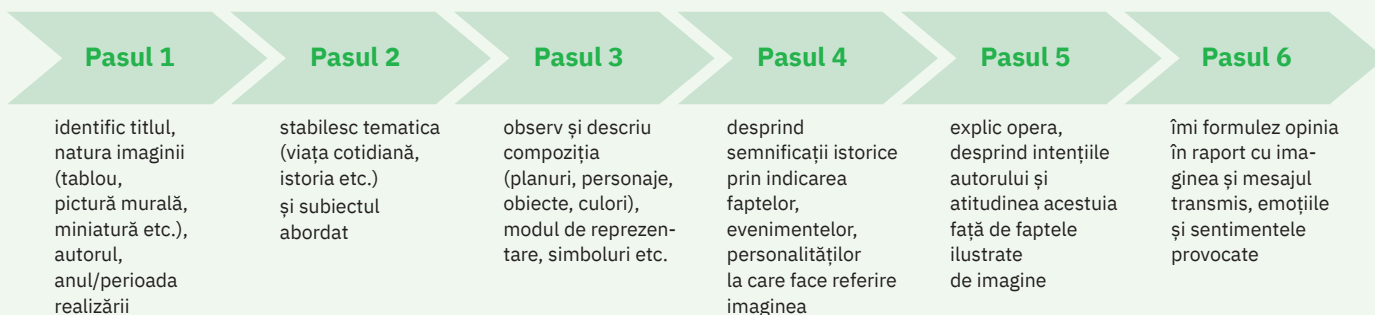 Pasul 1
identific titlul,
natura imaginii
(tablou,
pictură murală,
miniatură etc.),
autorul,
anul/perioada
realizării
Pasul 2
stabilesc tematica
(viața cotidiană,
istoria etc.)
și subiectul
abordat
Pasul 3
observ și descriu
compoziția
(planuri, personaje,
obiecte, culori),
modul de reprezen-
tare, simboluri etc.
Pasul 4
desprind
semnificații istorice
prin indicarea
faptelor,
evenimentelor,
personalităților
la care face referire
imaginea
Pasul 5
explic opera,
desprind intențiile
autorului și
atitudinea acestuia
față de faptele
ilustrate
de imagine
Pasul 6
îmi formulez opinia
în raport cu ima-
ginea și mesajul
transmis, emoțiile
și sentimentele
provocate